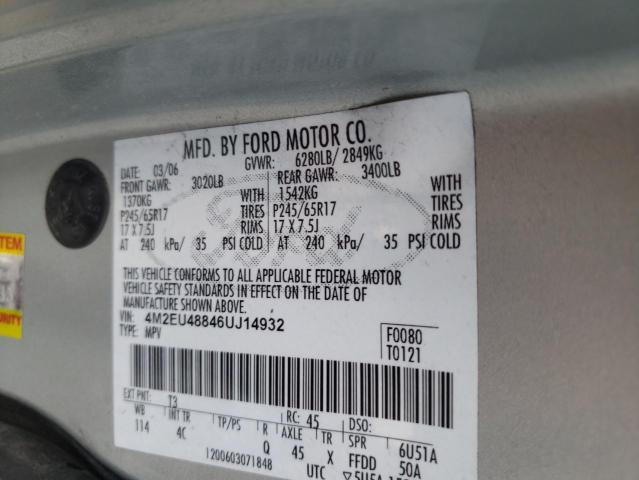 MFD. BY FORD MOTOR CO.
DATE: 03/06 GVWR: 6280LB/ 2849KG
FRONT GAWR: 3020LB REAR GAWR: 3400LB
1370KG WITH 1542KG WITH
P245/65R17 TIRES P245/65R17 TIRES
17 X 7.5J RIMS 17 X 7.5J RIMS
AT 240 kPa/ 35 PSI COLD AT 240 kPa/ 35 PSI COLD
THIS VEHICLE CONFORMS TO ALL APPLICABLE FEDERAL MOTOR
VEHICLE SAFETY STANDARDS IN EFFECT ON THE DATE OF
MANUFACTURE SHOWN ABOVE.
VIN: 4M2EU48846UJ14932
TYPE: MPV
F0080
T0121
EXT PNT: T3 RC: 45 DSO:
WB INT TR TP/PS R AXLE TR SPR 6U51A
114 4C Q 45 X FFDD 50A
1200603071848 UTC
TEM
URITY